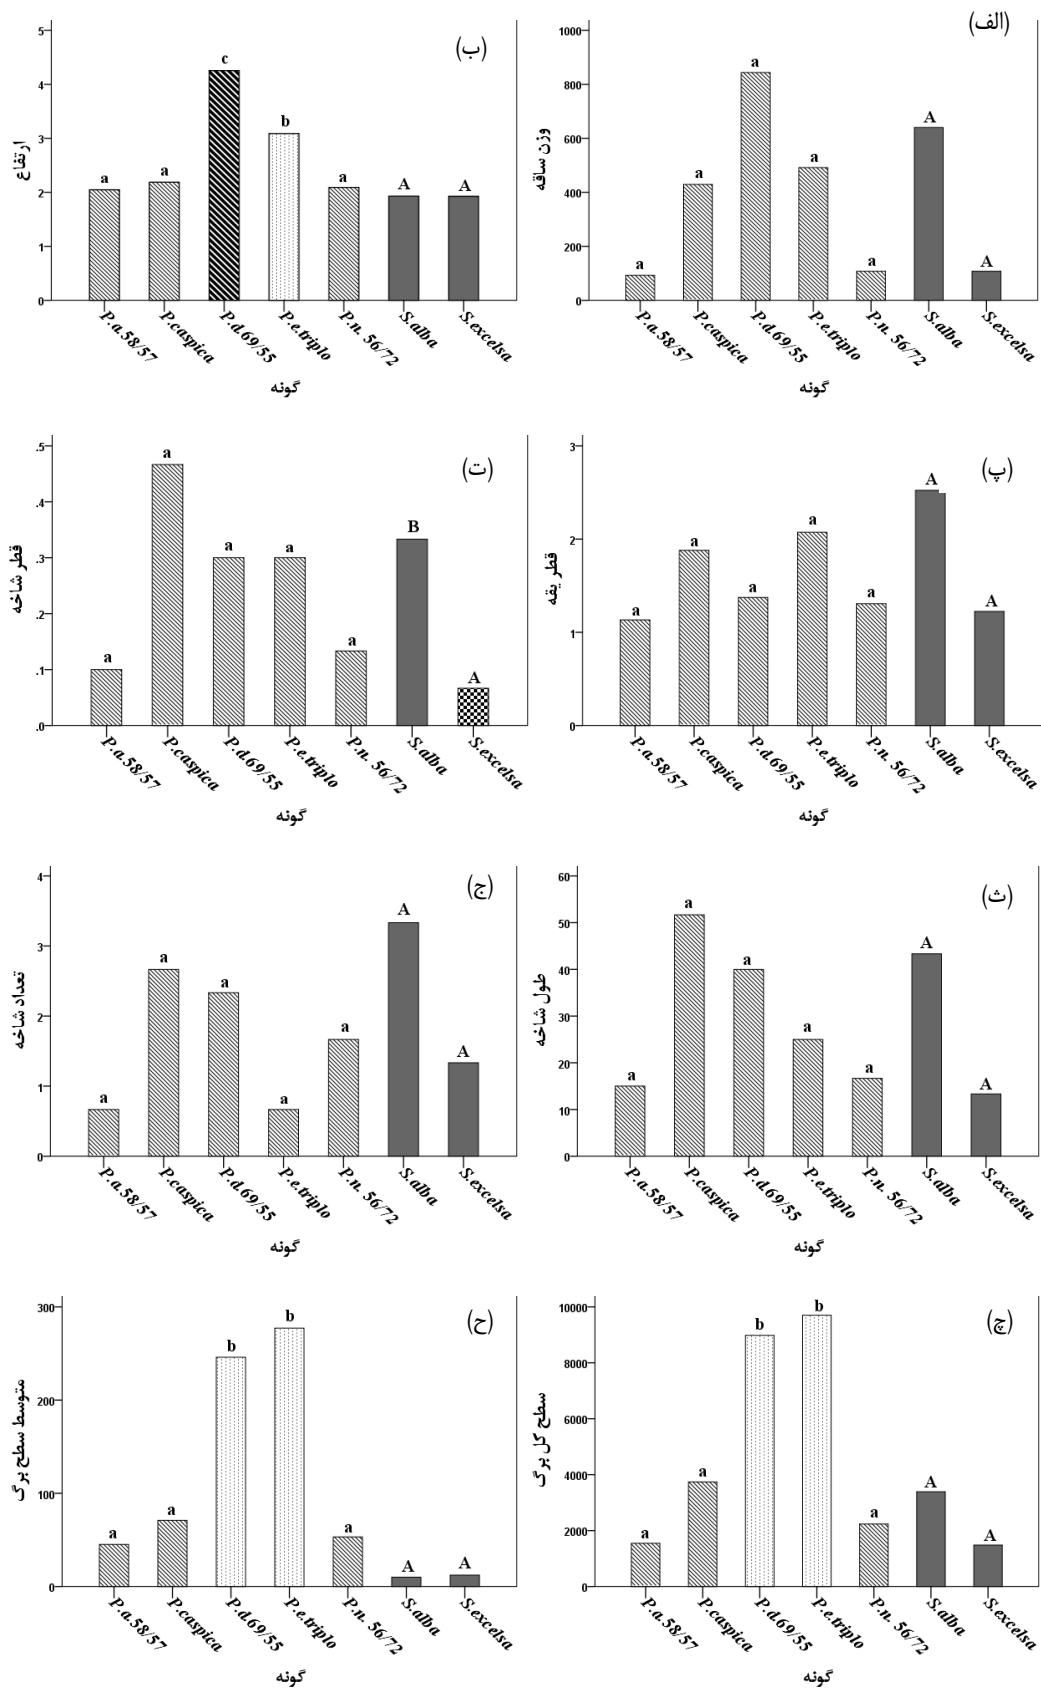 (الف)
وزن ساقه
1000
800
600
400
200
0
a
a
a
a
a
A
A
P.a.58/57
P.caspica
P.d.69/55
P.e.triplo
P.n. 56/72
S.alba
S.excelsa
گونه
(ب)
ارتفاع
5
4
3
2
1
0
a
a
c
b
a
A
A
P.a.58/57
P.caspica
P.d.69/55
P.e.triplo
P.n. 56/72
S.alba
S.excelsa
گونه
(پ)
قطر یقه
3
2
1
0
a
a
a
a
a
A
A
P.a.58/57
P.caspica
P.d.69/55
P.e.triplo
P.n. 56/72
S.alba
S.excelsa
گونه
(ت)
قطر شاخه
.5
.4
.3
.2
.1
.0
a
a
a
a
a
B
A
P.a.58/57
P.caspica
P.d.69/55
P.e.triplo
P.n. 56/72
S.alba
S.excelsa
گونه
(ث)
طول شاخه
60
50
40
30
20
10
0
a
a
a
a
a
A
A
P.a.58/57
P.caspica
P.d.69/55
P.e.triplo
P.n. 56/72
S.alba
S.excelsa
گونه
(ج)
تعداد شاخه
4
3
2
1
0
a
a
a
a
a
A
A
P.a.58/57
P.caspica
P.d.69/55
P.e.triplo
P.n. 56/72
S.alba
S.excelsa
گونه
(چ)
سطح کل برگ
10000
8000
6000
4000
2000
0
a
a
b
b
a
A
A
P.a.58/57
P.caspica
P.d.69/55
P.e.triplo
P.n. 56/72
S.alba
S.excelsa
گونه
(ح)
متوسط سطح برگ
300
200
100
0
a
a
b
b
a
A
A
P.a.58/57
P.caspica
P.d.69/55
P.e.triplo
P.n. 56/72
S.alba
S.excelsa
گونه